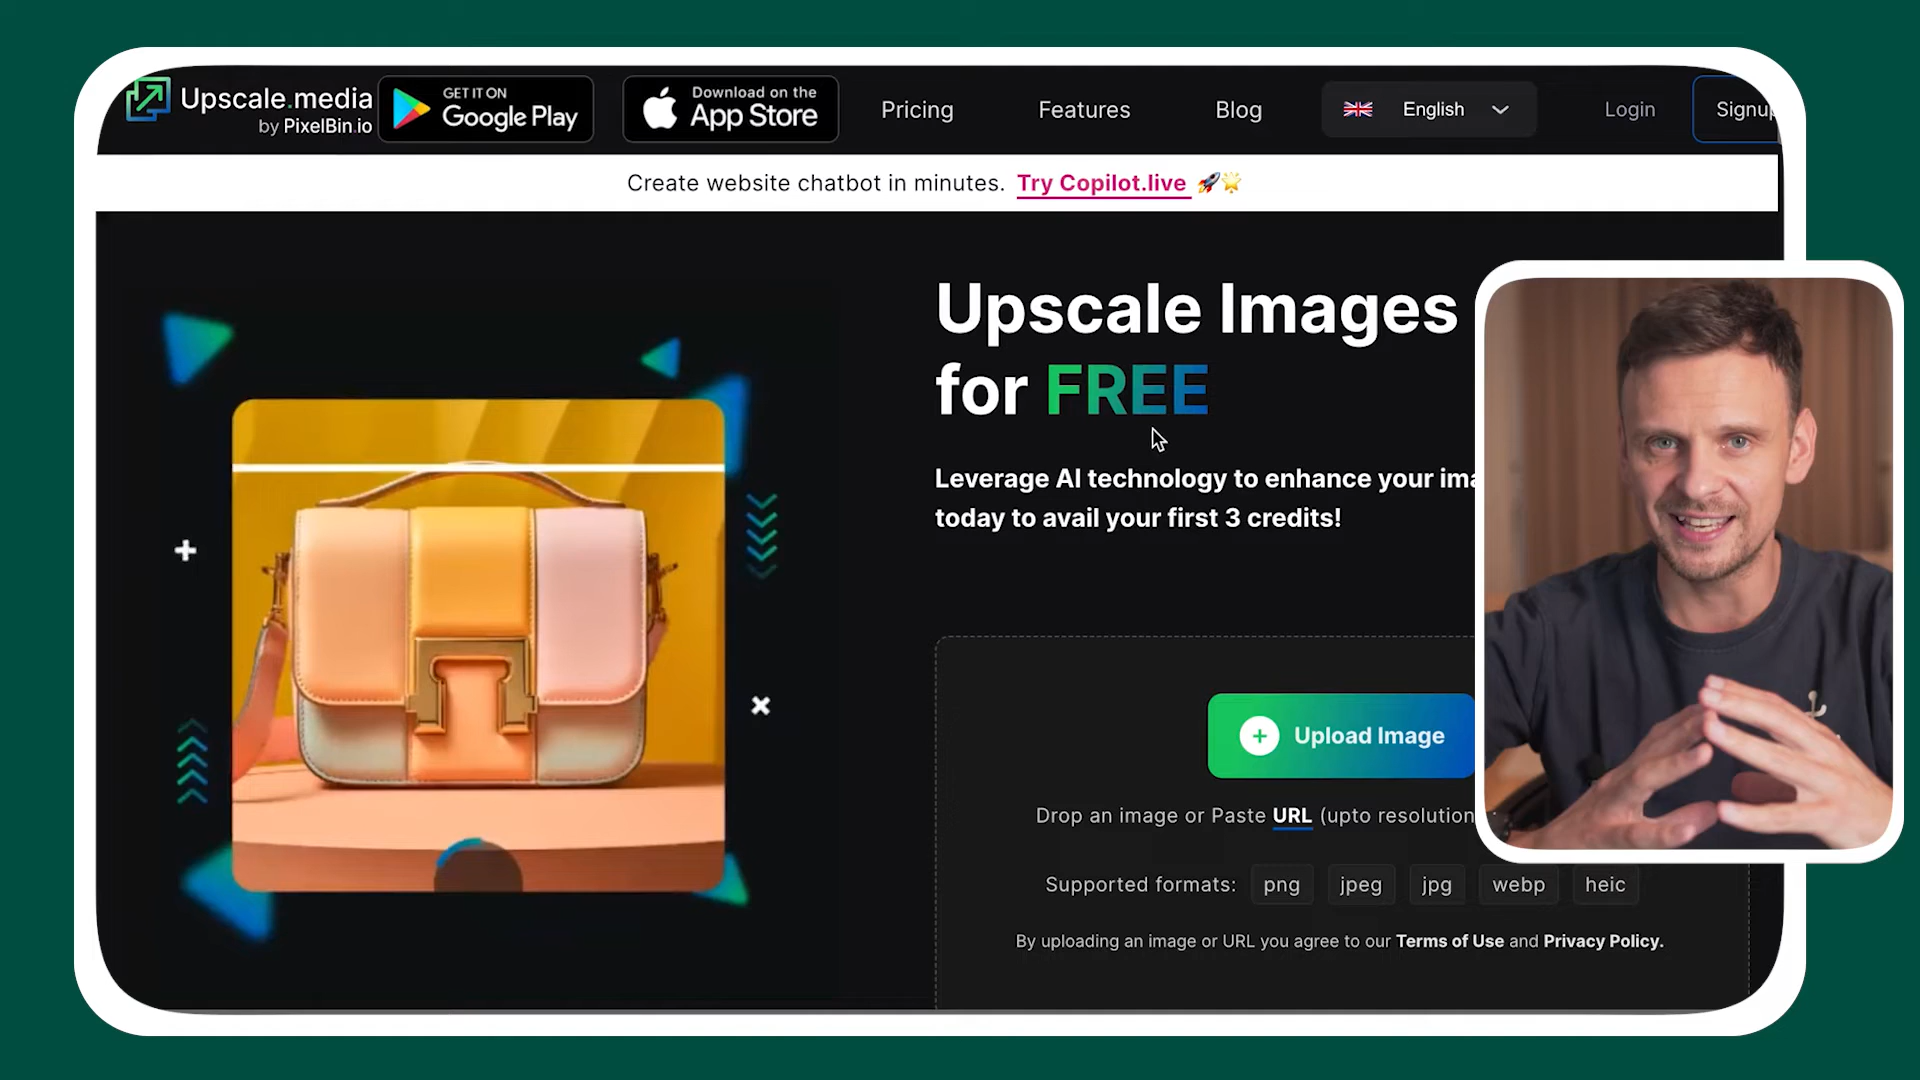 Upscale.media
by PixelBin.io
GET IT ON
Google Play
Download on the
App Store
Pricing
Features
Blog
English
Login
Signup
Create website chatbot in minutes. Try Copilot.live
Upscale Images
for FREE
Leverage AI technology to enhance your
today to avail your first 3 credits!
Upload Image
Drop an image or Paste URL (upto resolution
Supported formats: png jpeg jpg webp heic
By uploading an image or URL you agree to our Terms of Use and Privacy Policy.